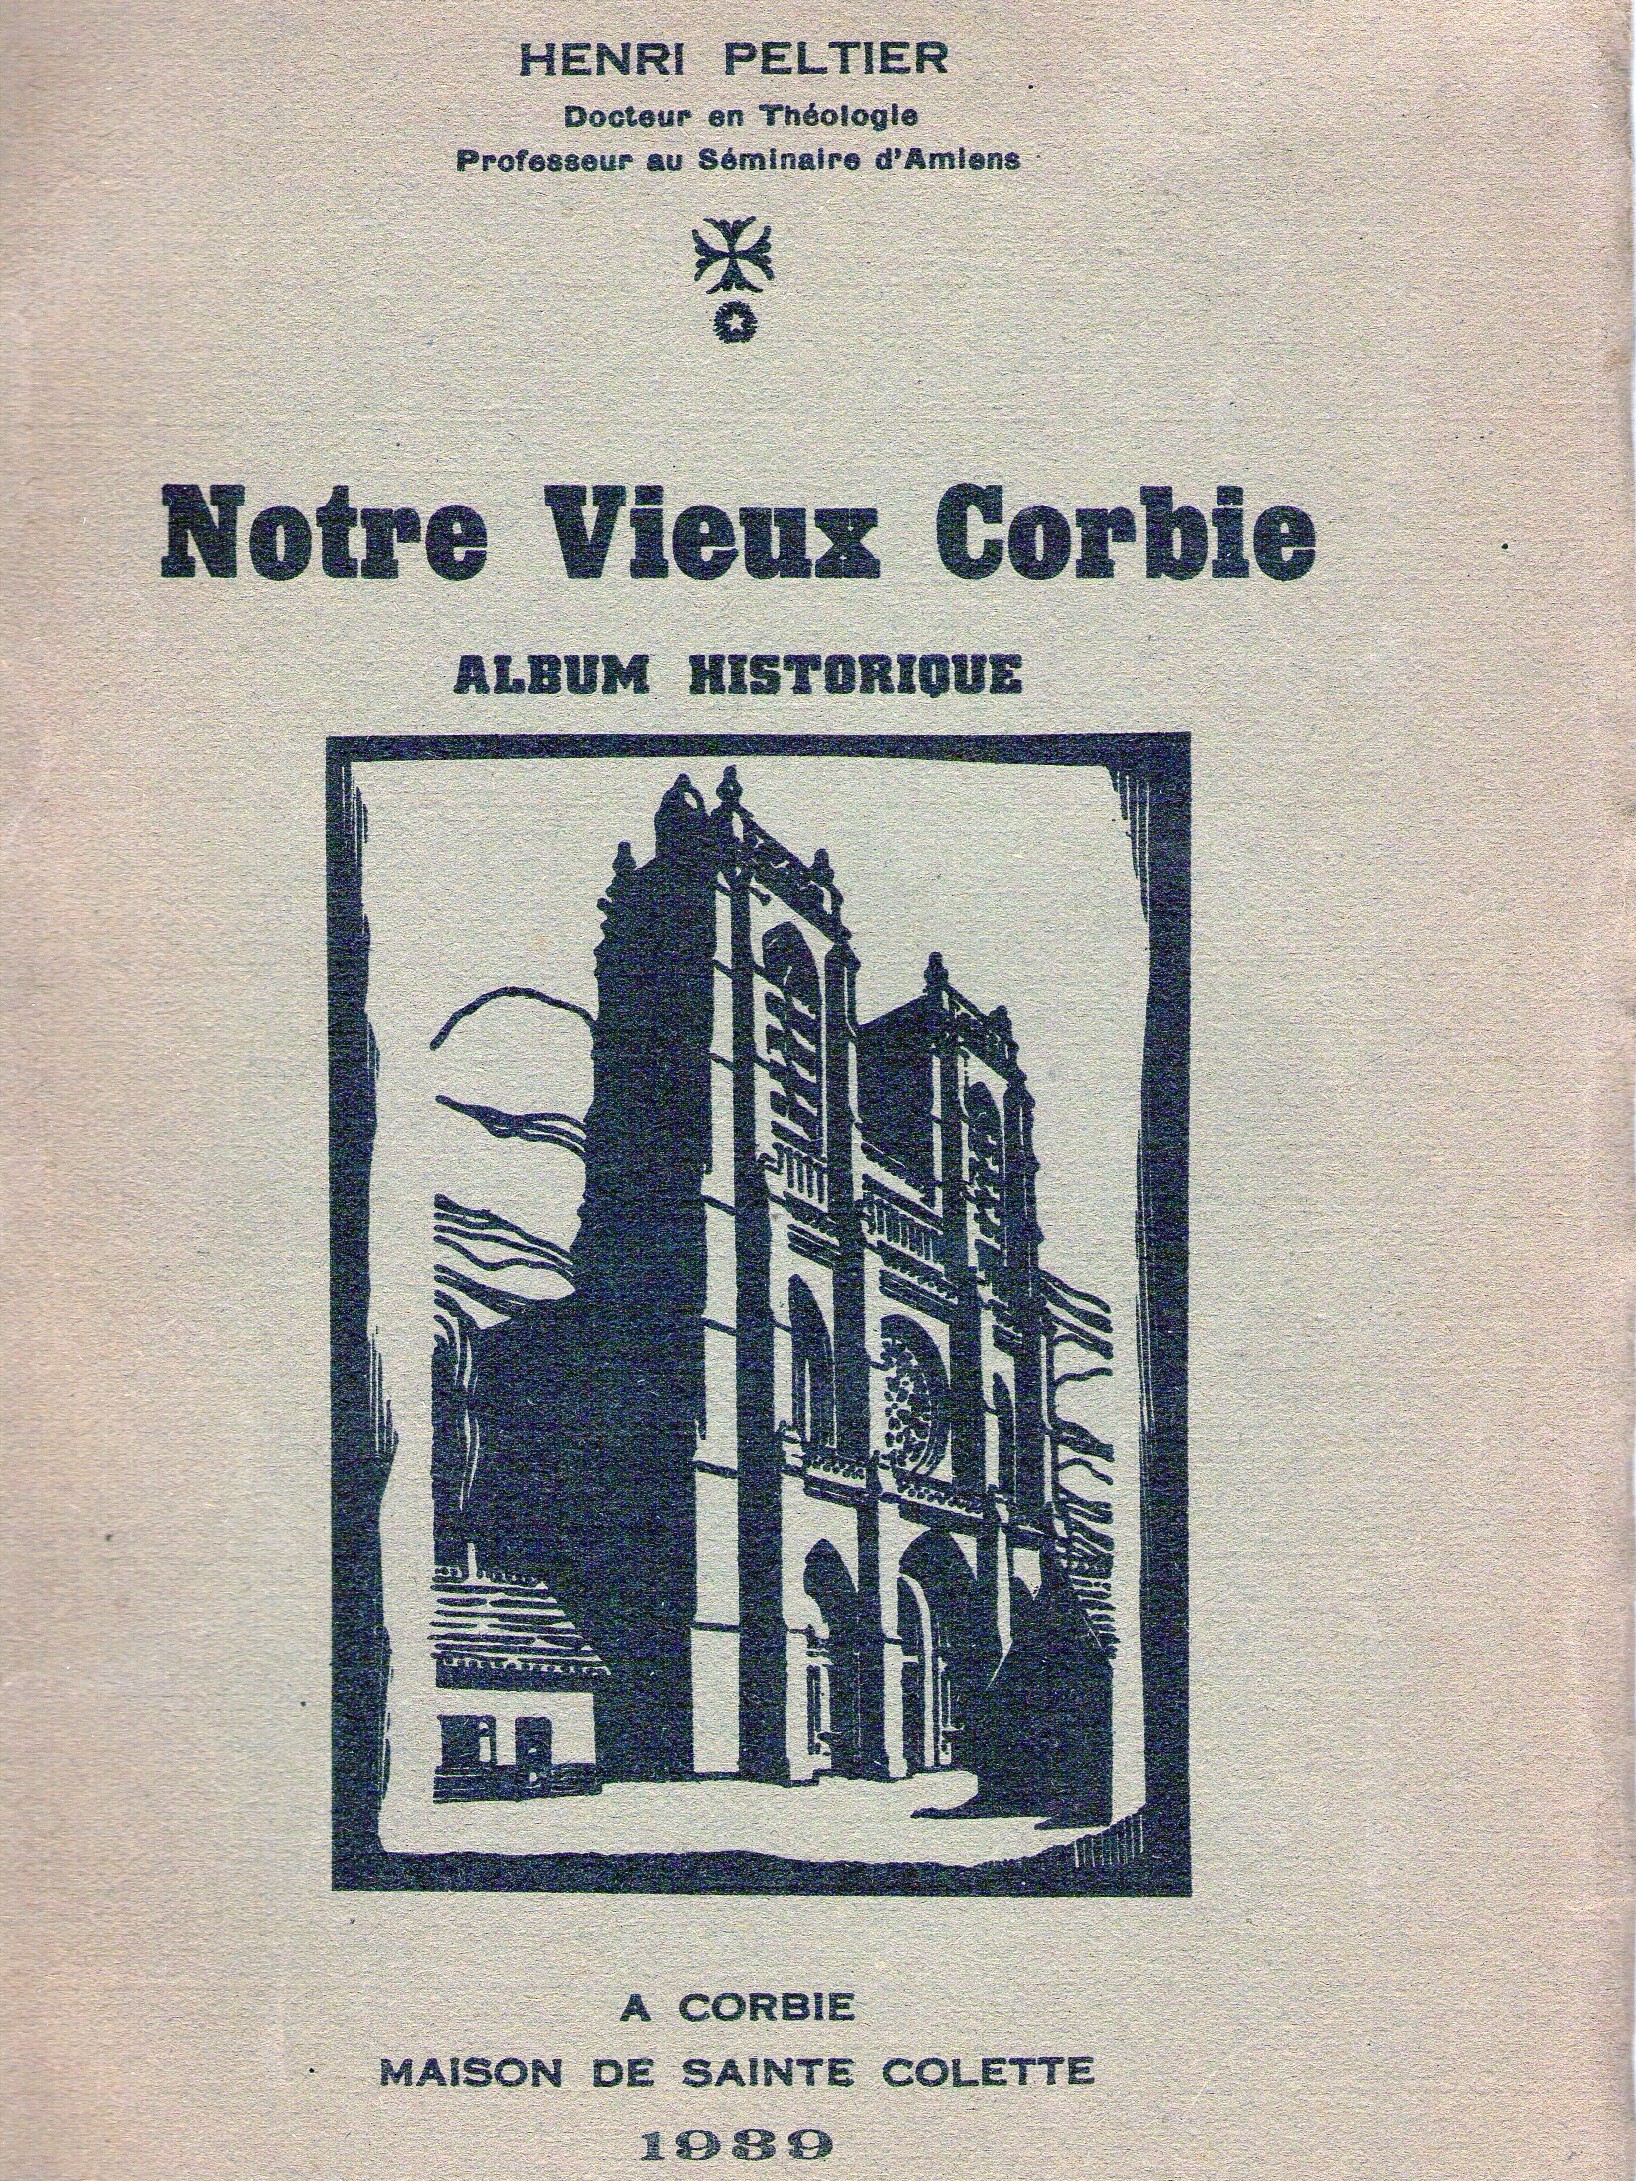 HENRI PELTIER
Docteur en Théologie
Professeur au Séminaire d'Amiens
Notre Vieux Corbie
ALBUM HISTORIQUE
A CORBIE
MAISON DE SAINTE COLETTE
1939